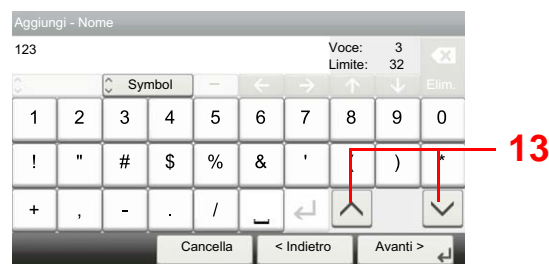 Aggiungi - Nome
123
Voce: 3
Limite: 32
Symbol
Elim.
1 2 3 4 5 6 7 8 9 0
! " # $ % & ' ( ) *
+ , - . / ␣
13
Cancella < Indietro Avanti >